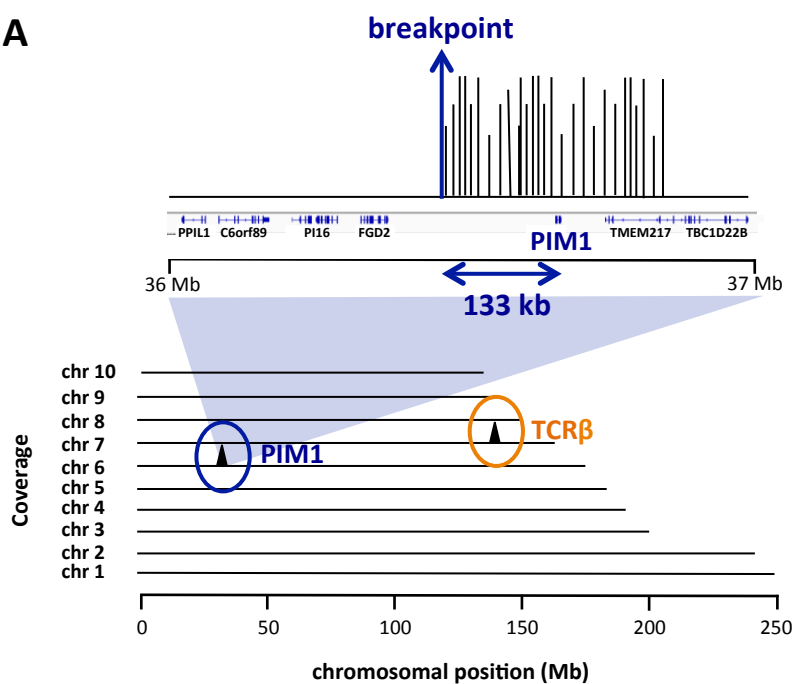 A
breakpoint
PPIL1 C6orf89 PI16 FGD2 PIM1 TMEM217 TBC1D22B
36 Mb 37 Mb
133 kb
chr 10
chr 9
chr 8
TCRβ
chr 7
PIM1
chr 6
chr 5
chr 4
chr 3
chr 2
chr 1
Coverage
0 50 100 150 200 250
chromosomal position (Mb)